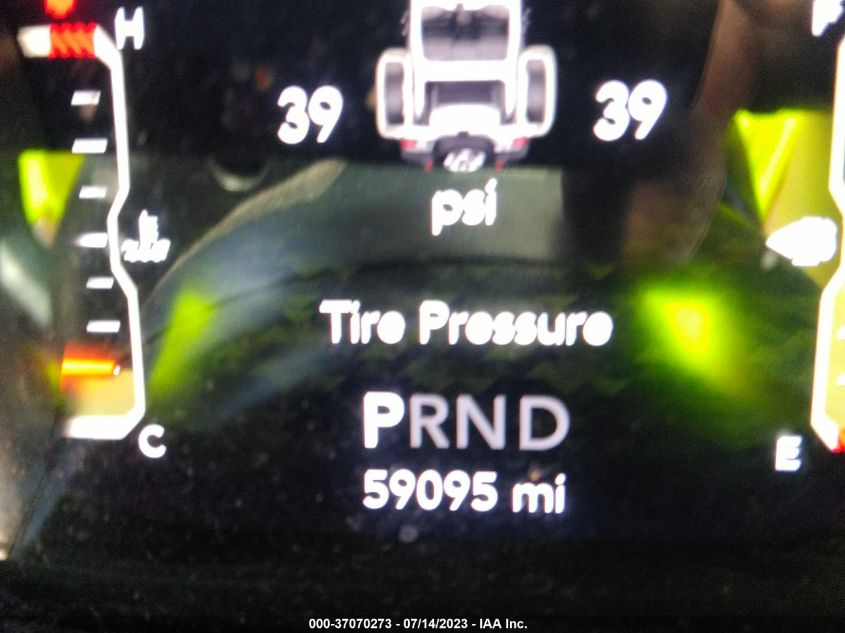 H
F
39 39
psi
Tire Pressure
PRND
C
E
59095 mi
000-37070273 - 07/14/2023 - IAA Inc.